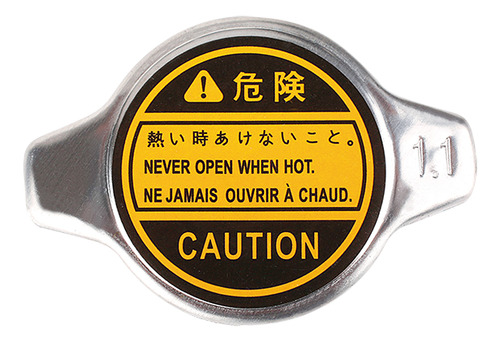 危険
熱い時あけないこと。
NEVER OPEN WHEN HOT.
NE JAMAIS OUVRIR À CHAUD.
CAUTION
1.1